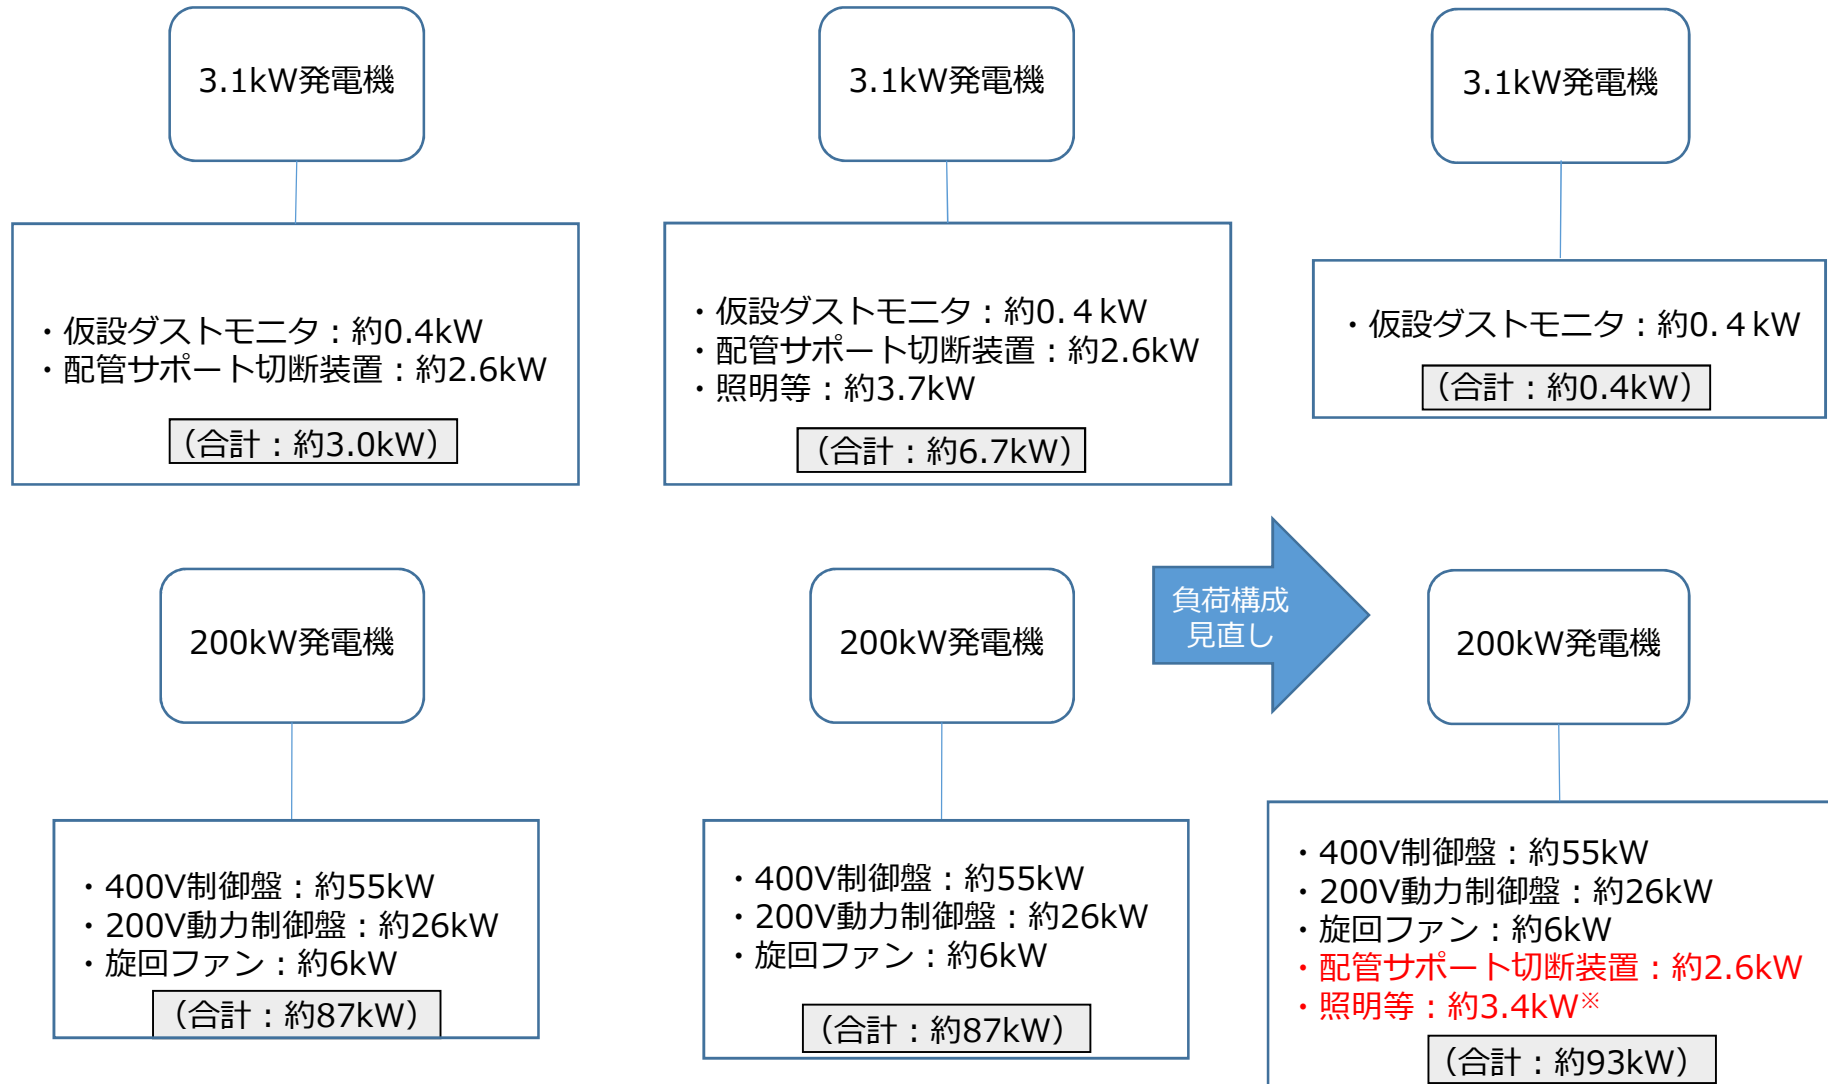 3.1kW発電機
・仮設ダストモニタ：約0.4kW
・配管サポート切断装置：約2.6kW
（合計：約3.0kW）
3.1kW発電機
・仮設ダストモニタ：約0.４kW
・配管サポート切断装置：約2.6kW
・照明等：約3.7kW
（合計：約6.7kW）
3.1kW発電機
・仮設ダストモニタ：約0.４kW
（合計：約0.4kW）
200kW発電機
・400V制御盤：約55kW
・200V動力制御盤：約26kW
・旋回ファン：約6kW
（合計：約87kW）
200kW発電機
・400V制御盤：約55kW
・200V動力制御盤：約26kW
・旋回ファン：約6kW
（合計：約87kW）
負荷構成
見直し
200kW発電機
・400V制御盤：約55kW
・200V動力制御盤：約26kW
・旋回ファン：約6kW
・配管サポート切断装置：約2.6kW
・照明等：約3.4kW※
（合計：約93kW）